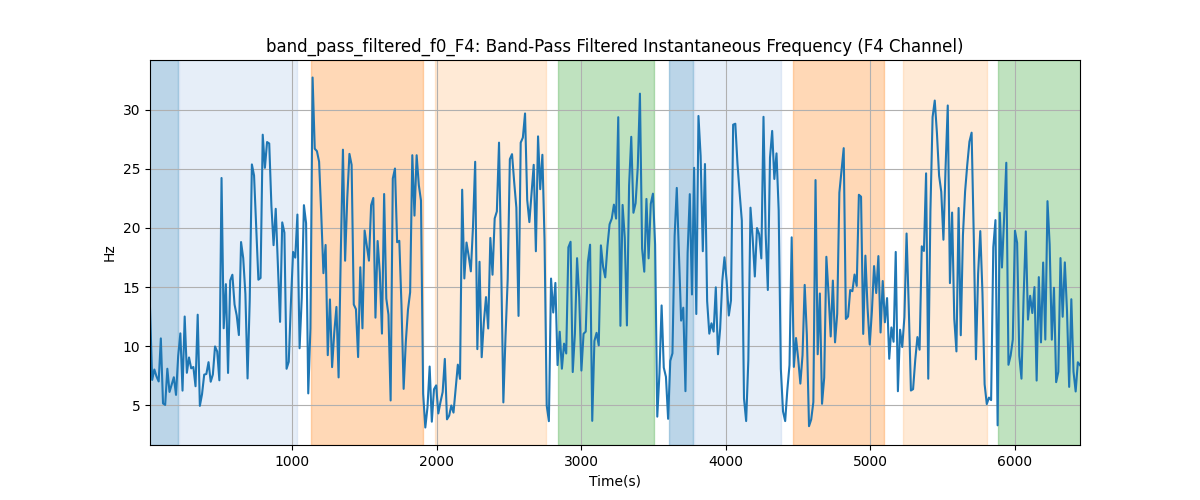 band_pass_filtered_f0_F4: Band-Pass Filtered Instantaneous Frequency (F4 Channel)
30
25
20
15
10
5
Hz
1000 2000 3000 4000 5000 6000
Time(s)